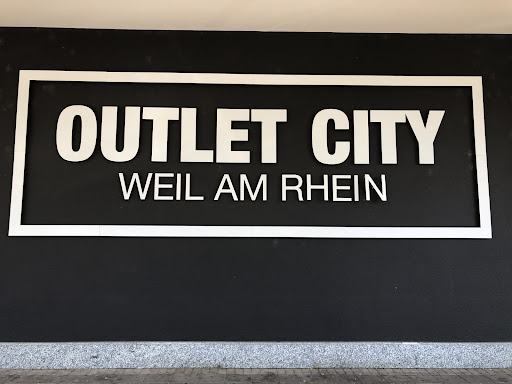 OUTLET CITY
WEIL AM RHEIN